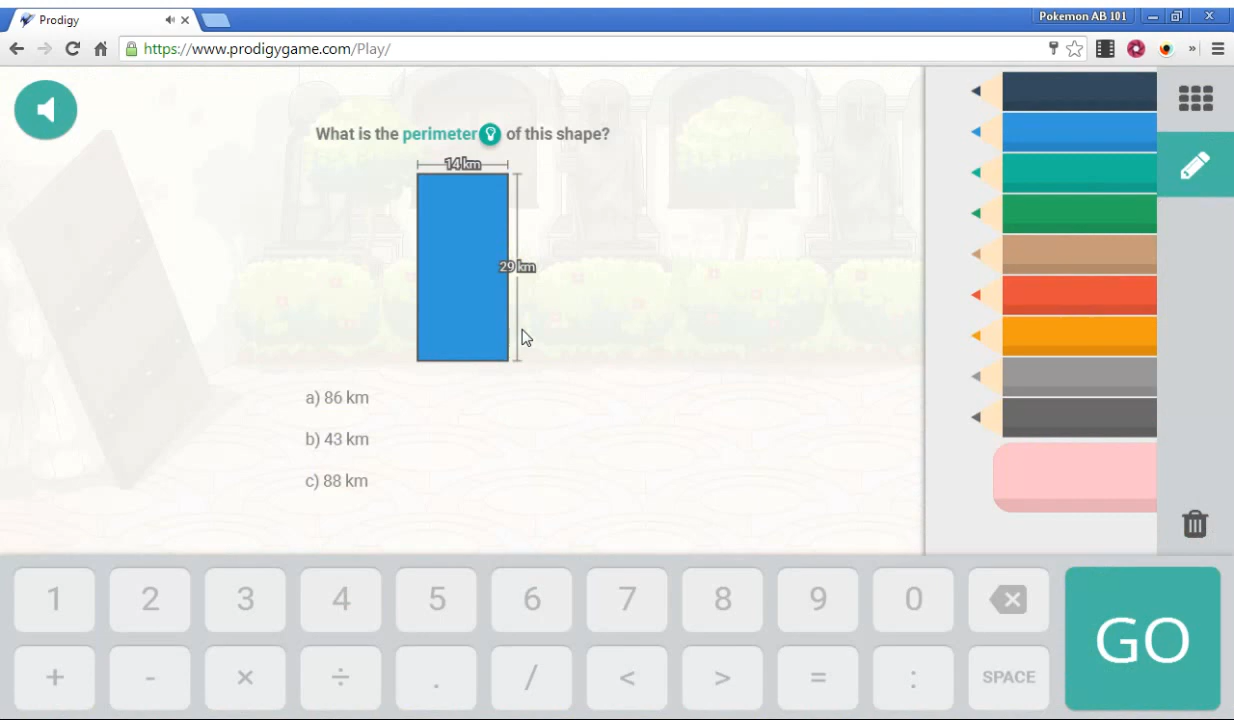 Prodigy
Pokemon AB 101
https://www.prodigygame.com/Play/
What is the perimeter of this shape?
14 km
29 km
a) 86 km
b) 43 km
c) 88 km
1 2 3 4 5 6 7 8 9 0
+ - × ÷ . / < > = : SPACE
GO